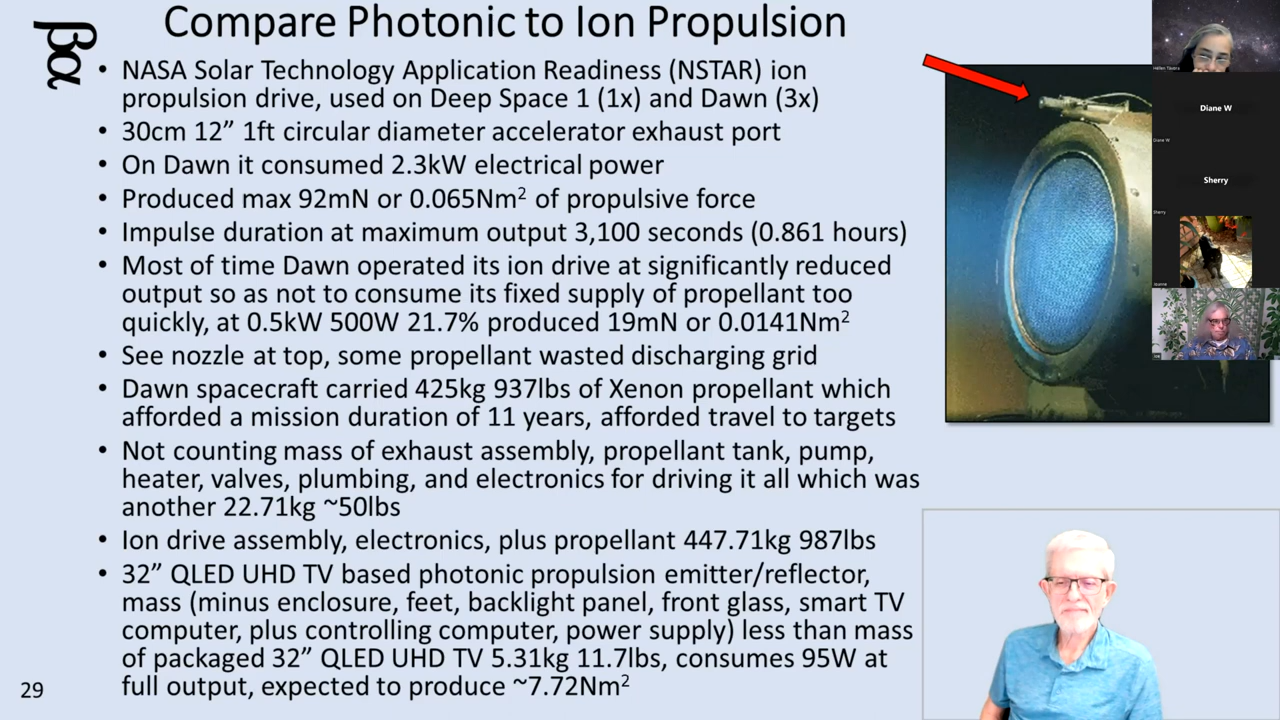 Compare Photonic to Ion Propulsion
βα
• NASA Solar Technology Application Readiness (NSTAR) ion
propulsion drive, used on Deep Space 1 (1x) and Dawn (3x)
• 30cm 12” 1ft circular diameter accelerator exhaust port
• On Dawn it consumed 2.3kW electrical power
• Produced max 92mN or 0.065Nm² of propulsive force
• Impulse duration at maximum output 3,100 seconds (0.861 hours)
• Most of time Dawn operated its ion drive at significantly reduced
output so as not to consume its fixed supply of propellant too
quickly, at 0.5kW 500W 21.7% produced 19mN or 0.0141Nm²
• See nozzle at top, some propellant wasted discharging grid
• Dawn spacecraft carried 425kg 937lbs of Xenon propellant which
afforded a mission duration of 11 years, afforded travel to targets
• Not counting mass of exhaust assembly, propellant tank, pump,
heater, valves, plumbing, and electronics for driving it all which was
another 22.71kg ~50lbs
• Ion drive assembly, electronics, plus propellant 447.71kg 987lbs
• 32” QLED UHD TV based photonic propulsion emitter/reflector,
mass (minus enclosure, feet, backlight panel, front glass, smart TV
computer, plus controlling computer, power supply) less than mass
of packaged 32” QLED UHD TV 5.31kg 11.7lbs, consumes 95W at
full output, expected to produce ~7.72Nm²
29
Diane W
Diane W
Sherry
Sherry